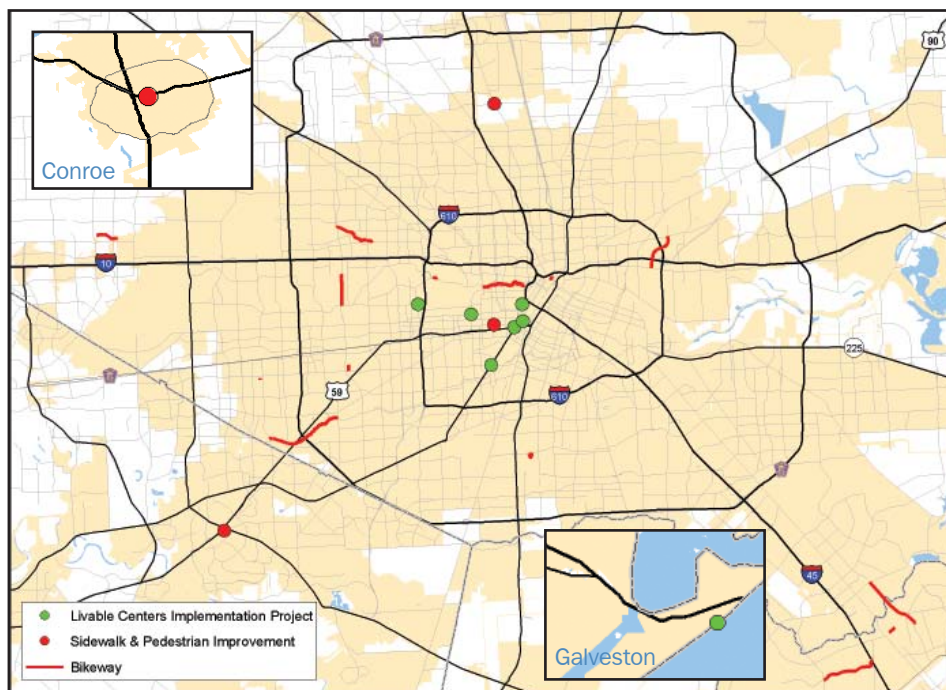 90
Conroe
610
10
225
59
610
45
Livable Centers Implementation Project
Sidewalk & Pedestrian Improvement
Bikeway
Galveston